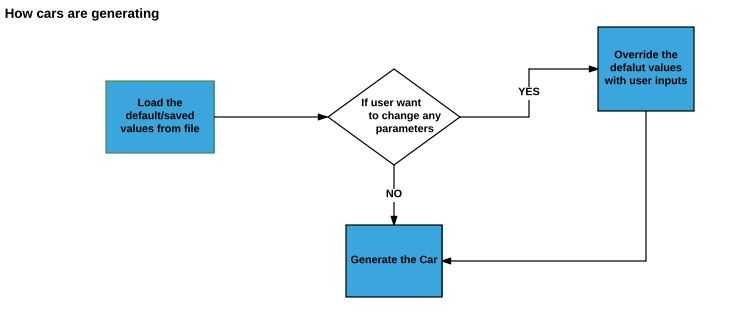 How cars are generating
Load the
default/saved
values from file
If user want
to change any
parameters
YES
Override the
defalut values
with user inputs
NO
Generate the Car